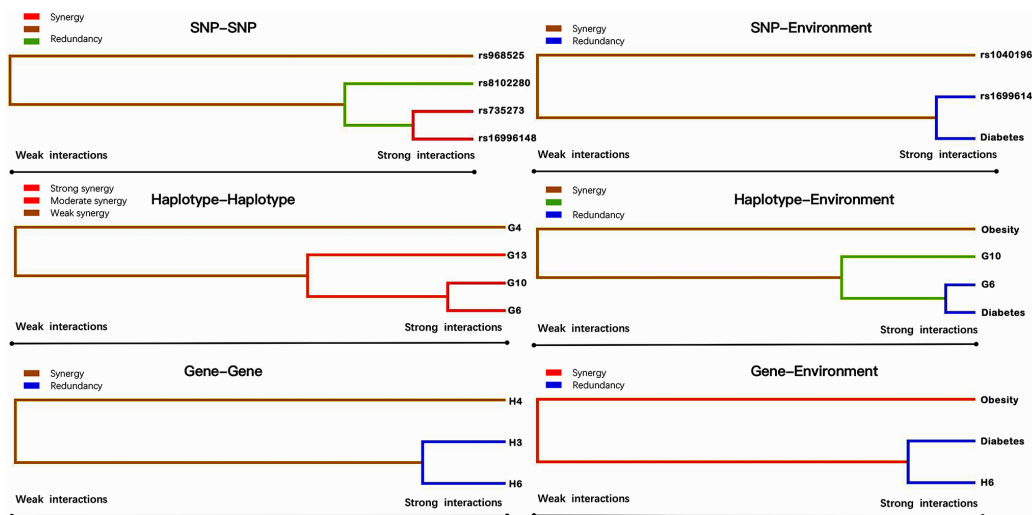 SNP–SNP
Synergy
Redundancy
rs968525
rs8102280
rs735273
rs16996148
Weak interactions
Strong interactions
SNP–Environment
Synergy
Redundancy
rs1040196
rs1699614
Diabetes
Weak interactions
Strong interactions
Haplotype–Haplotype
Strong synergy
Moderate synergy
Weak synergy
G4
G13
G10
G6
Weak interactions
Strong interactions
Haplotype–Environment
Synergy
Redundancy
Obesity
G10
G6
Diabetes
Weak interactions
Strong interactions
Gene–Gene
Synergy
Redundancy
H4
H3
H6
Weak interactions
Strong interactions
Gene–Environment
Synergy
Redundancy
Obesity
Diabetes
H6
Weak interactions
Strong interactions